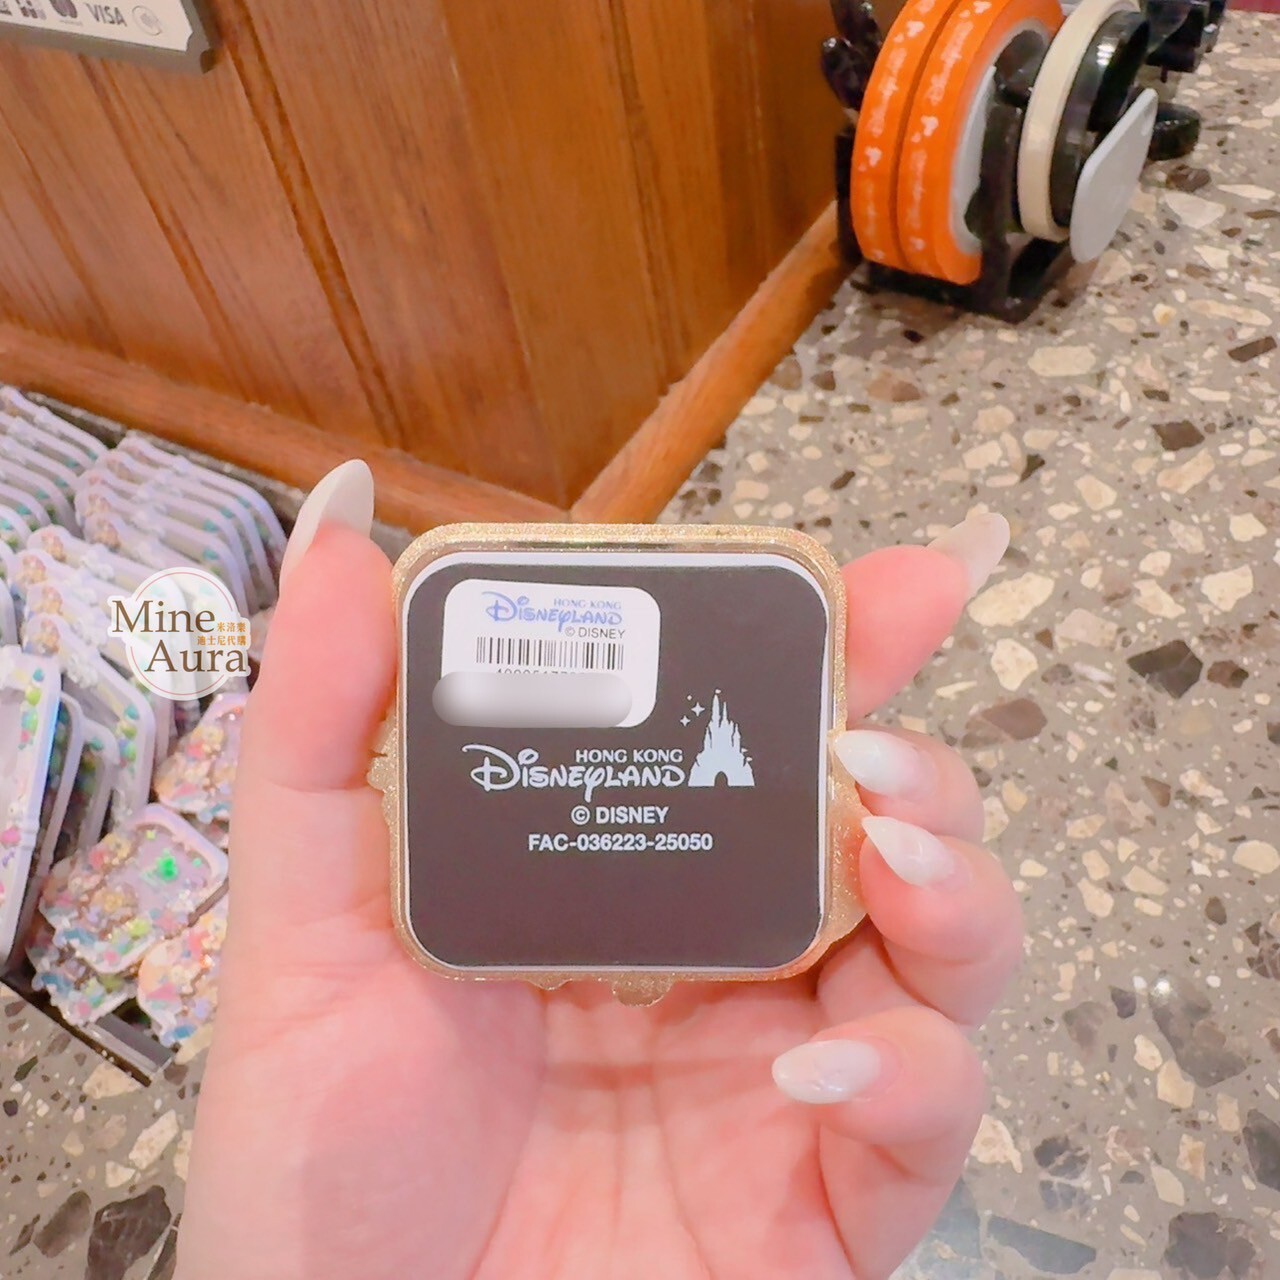 VISA
HONG KONG
DISNEYLAND
© DISNEY
HONG KONG
DISNEYLAND
© DISNEY
FAC-036223-25050
Mine
米洛樂
迪士尼代購
Aura